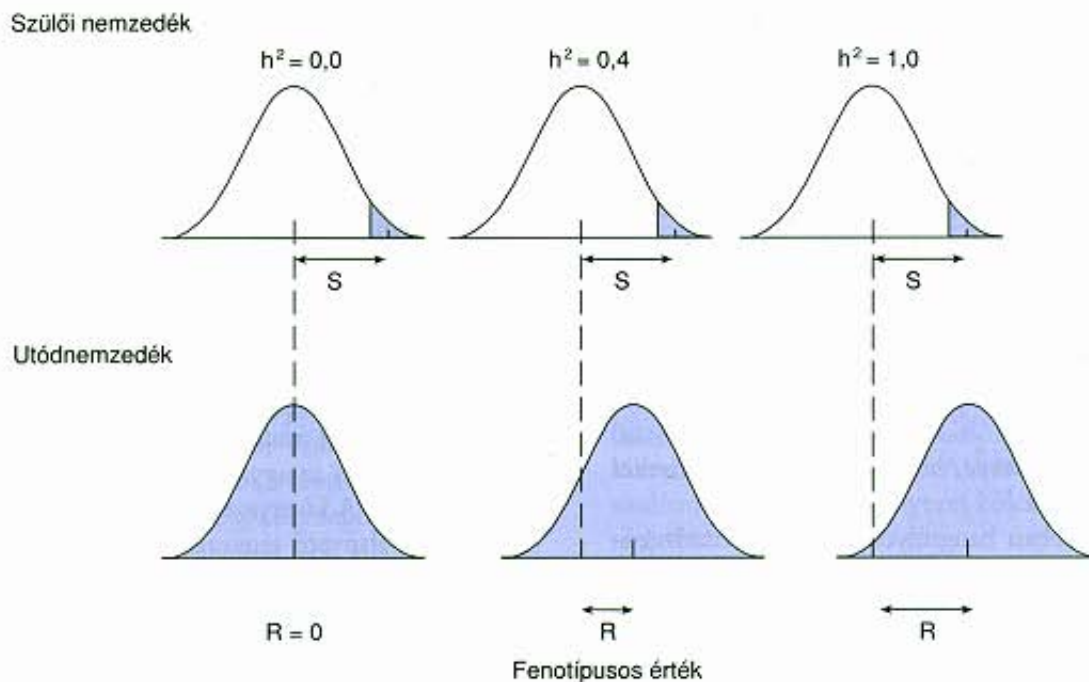 Szülői nemzedék
h² = 0,0
h² = 0,4
h² = 1,0
S
S
S
Utódnemzedék
R = 0
R
R
Fenotípusos érték